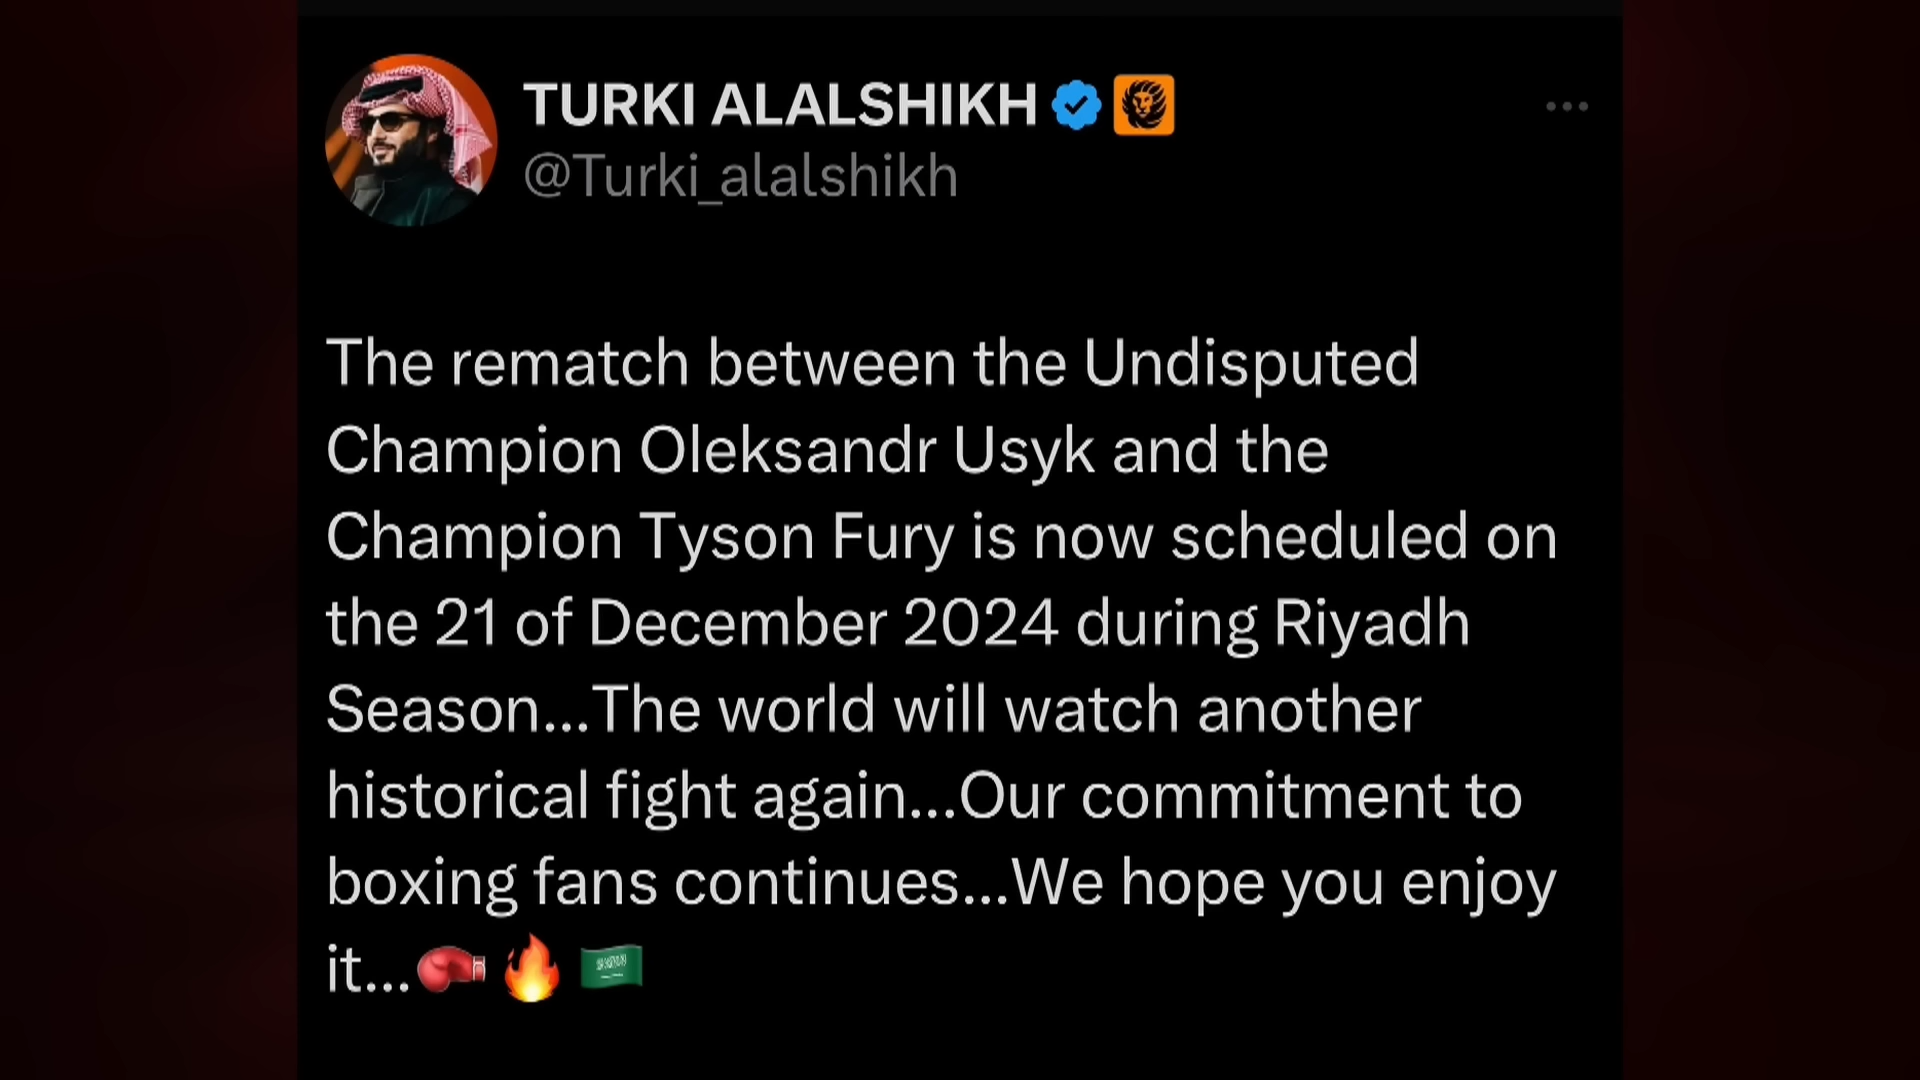 TURKI ALALSHIKH
@Turki_alalshikh
The rematch between the Undisputed
Champion Oleksandr Usyk and the
Champion Tyson Fury is now scheduled on
the 21 of December 2024 during Riyadh
Season...The world will watch another
historical fight again...Our commitment to
boxing fans continues...We hope you enjoy
it...🥊🔥🇸🇦